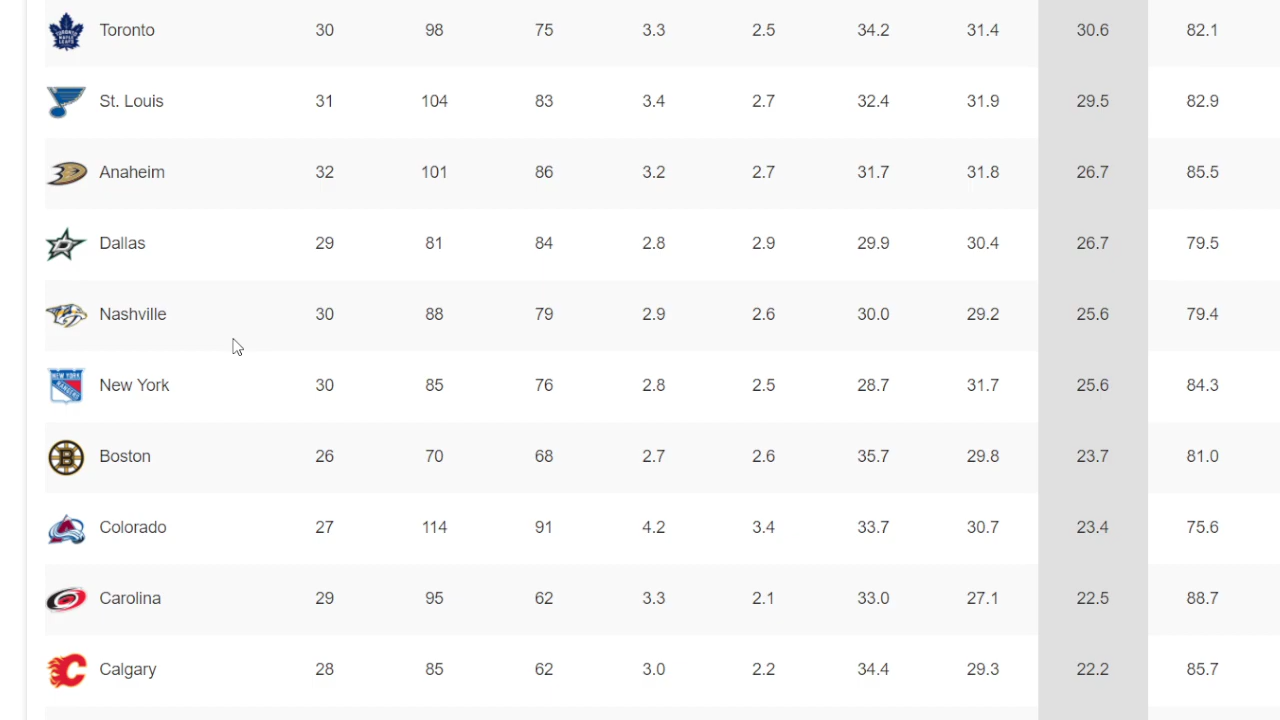 Toronto 30 98 75 3.3 2.5 34.2 31.4 30.6 82.1
St. Louis 31 104 83 3.4 2.7 32.4 31.9 29.5 82.9
Anaheim 32 101 86 3.2 2.7 31.7 31.8 26.7 85.5
Dallas 29 81 84 2.8 2.9 29.9 30.4 26.7 79.5
Nashville 30 88 79 2.9 2.6 30.0 29.2 25.6 79.4
NEW YORK
RANGERS
New York 30 85 76 2.8 2.5 28.7 31.7 25.6 84.3
B
Boston 26 70 68 2.7 2.6 35.7 29.8 23.7 81.0
Colorado 27 114 91 4.2 3.4 33.7 30.7 23.4 75.6
Carolina 29 95 62 3.3 2.1 33.0 27.1 22.5 88.7
C
Calgary 28 85 62 3.0 2.2 34.4 29.3 22.2 85.7